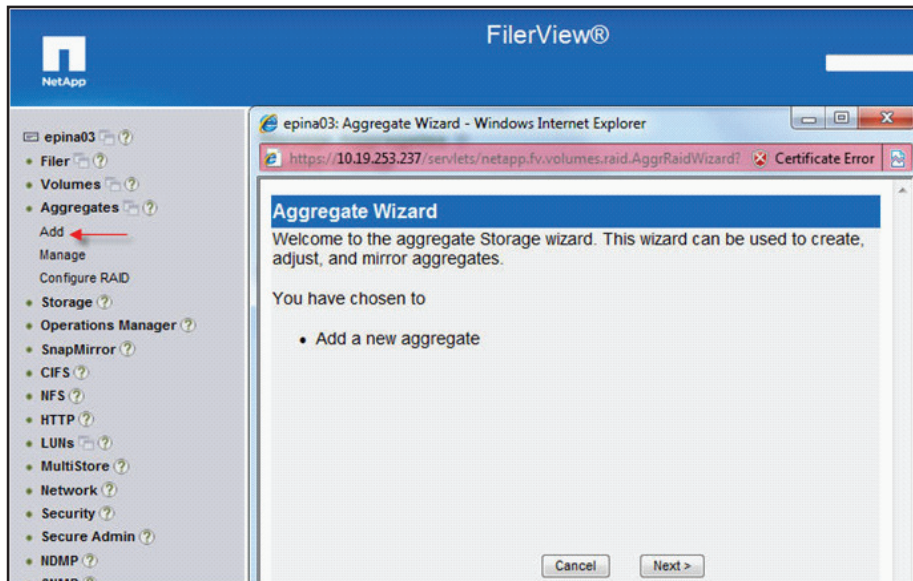 FilerView®
NetApp
epina03
Filer
Volumes
Aggregates
Add
Manage
Configure RAID
Storage
Operations Manager
SnapMirror
CIFS
NFS
HTTP
LUNs
MultiStore
Network
Security
Secure Admin
NDMP
epina03: Aggregate Wizard - Windows Internet Explorer
https://10.19.253.237/servlets/netapp.fv.volumes.raid.AggrRaidWizard?
Certificate Error
Aggregate Wizard
Welcome to the aggregate Storage wizard. This wizard can be used to create,
adjust, and mirror aggregates.
You have chosen to
• Add a new aggregate
Cancel
Next >